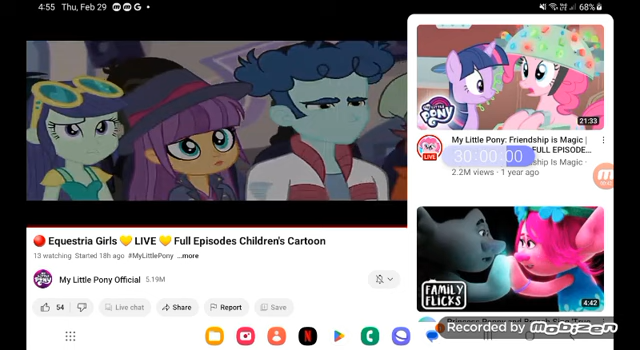 4:55 Thu, Feb 29
68%
21:33
My Little Pony: Friendship Is Magic |
FULL EPISODE...
LIVE
30:00:00
ship Is Magic ·
2.2M views · 1 year ago
Equestria Girls LIVE Full Episodes Children's Cartoon
13 watching Started 18h ago #MyLittlePony ...more
My Little Pony Official 5.19M
54
Live chat
Share
Report
Save
FAMILY
FLICKS
4:42
Recorded by Mobizen